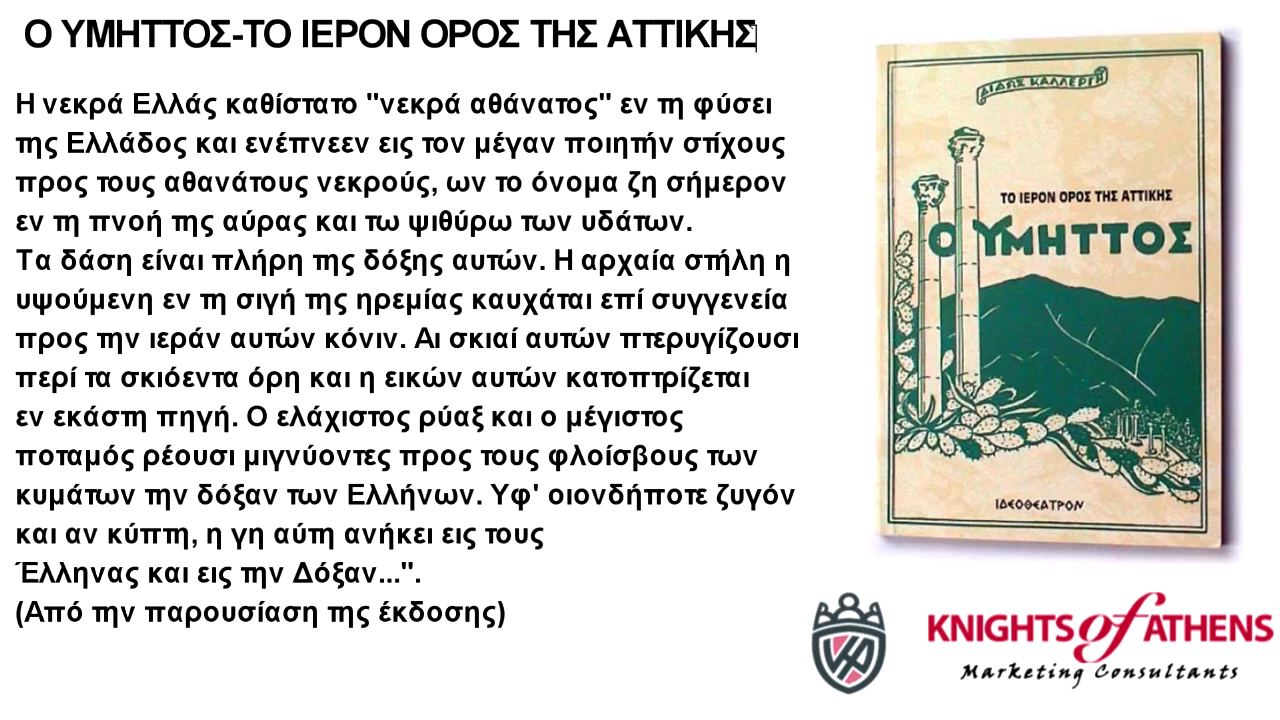 Ο ΥΜΗΤΤΟΣ-ΤΟ ΙΕΡΟΝ ΟΡΟΣ ΤΗΣ ΑΤΤΙΚΗΣ
Η νεκρά Ελλάς καθίστατο "νεκρά αθάνατος" εν τη φύσει
της Ελλάδος και ενέπνεεν εις τον μέγαν ποιητήν στίχους
προς τους αθανάτους νεκρούς, ων το όνομα ζη σήμερον
εν τη πνοή της αύρας και τω ψιθύρω των υδάτων.
Τα δάση είναι πλήρη της δόξης αυτών. Η αρχαία στήλη η
υψούμενη εν τη σιγή της ηρεμίας καυχάται επί συγγενεία
προς την ιεράν αυτών κόνιν. Αι σκιαί αυτών πτερυγίζουσι
περί τα σκιόεντα όρη και η εικών αυτών κατοπτρίζεται
εν εκάστη πηγή. Ο ελάχιστος ρύαξ και ο μέγιστος
ποταμός ρέουσι μιγνύοντες προς τους φλοίσβους των
κυμάτων την δόξαν των Ελλήνων. Υφ' οιονδήποτε ζυγόν
και αν κύπτη, η γη αύτη ανήκει εις τους
Έλληνας και εις την Δόξαν...".
(Από την παρουσίαση της έκδοσης)
ΑΙΔΩΣ ΚΑΛΛΕΡΓΗ
ΤΟ ΙΕΡΟΝ ΟΡΟΣ ΤΗΣ ΑΤΤΙΚΗΣ
Ο ΥΜΗΤΤΟΣ
ΙΔΕΟΘΕΑΤΡΟΝ
KNIGHTS of ATHENS
Marketing Consultants